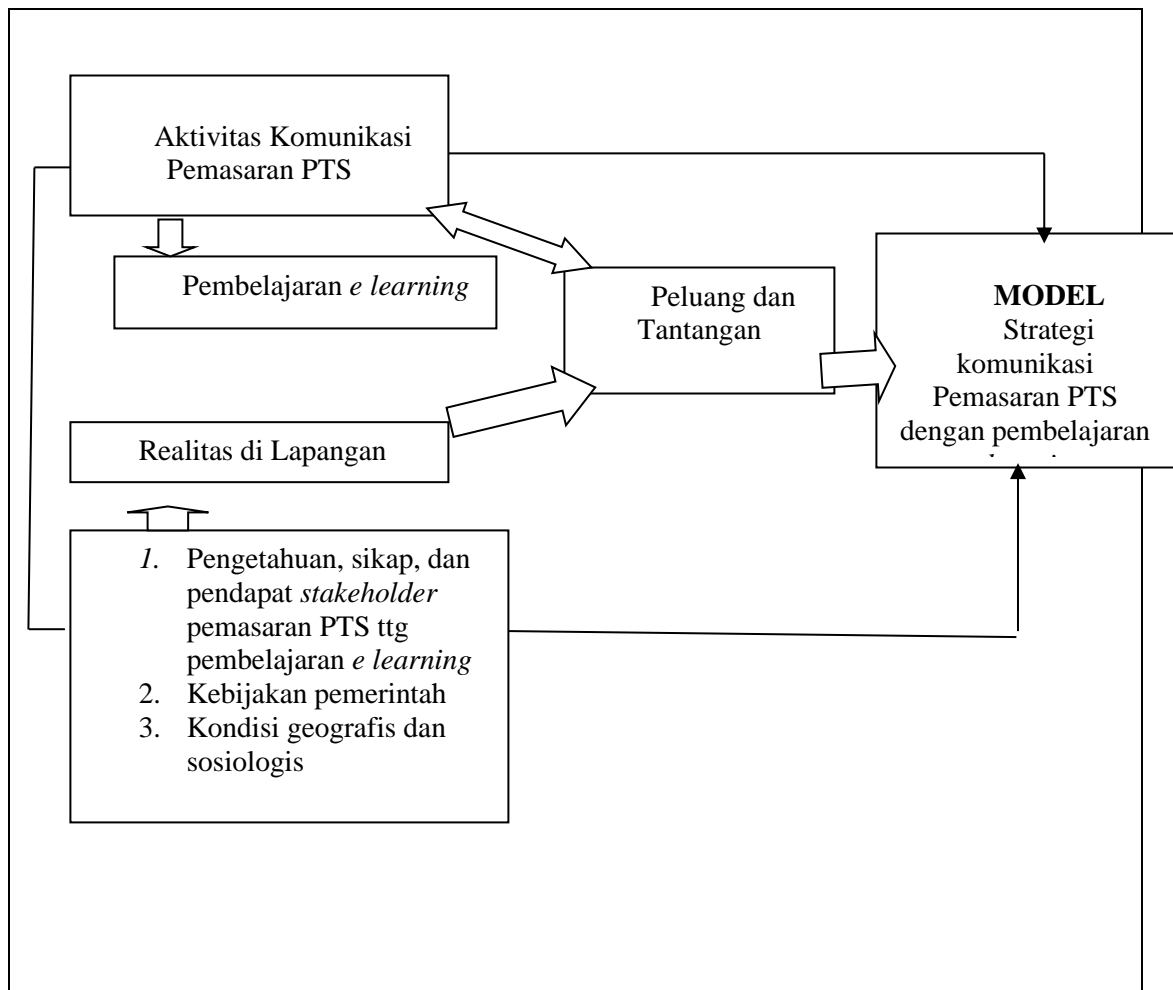 Aktivitas Komunikasi
Pemasaran PTS
Pembelajaran e learning
Peluang dan
Tantangan
MODEL
Strategi
komunikasi
Pemasaran PTS
dengan pembelajaran
Realitas di Lapangan
1. Pengetahuan, sikap, dan
pendapat stakeholder
pemasaran PTS ttg
pembelajaran e learning
2. Kebijakan pemerintah
3. Kondisi geografis dan
sosiologis